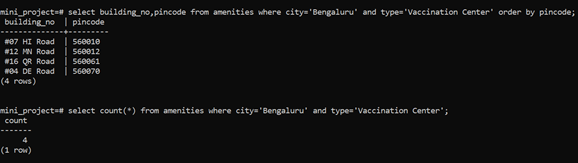 mini_project=# select building_no,pincode from amenities where city='Bengaluru' and type='Vaccination Center' order by pincode;
 building_no | pincode
-------------+---------
 #07 HI Road | 560010
 #12 MN Road | 560012
 #16 QR Road | 560061
 #04 DE Road | 560070
(4 rows)
mini_project=# select count(*) from amenities where city='Bengaluru' and type='Vaccination Center';
 count
-------
     4
(1 row)